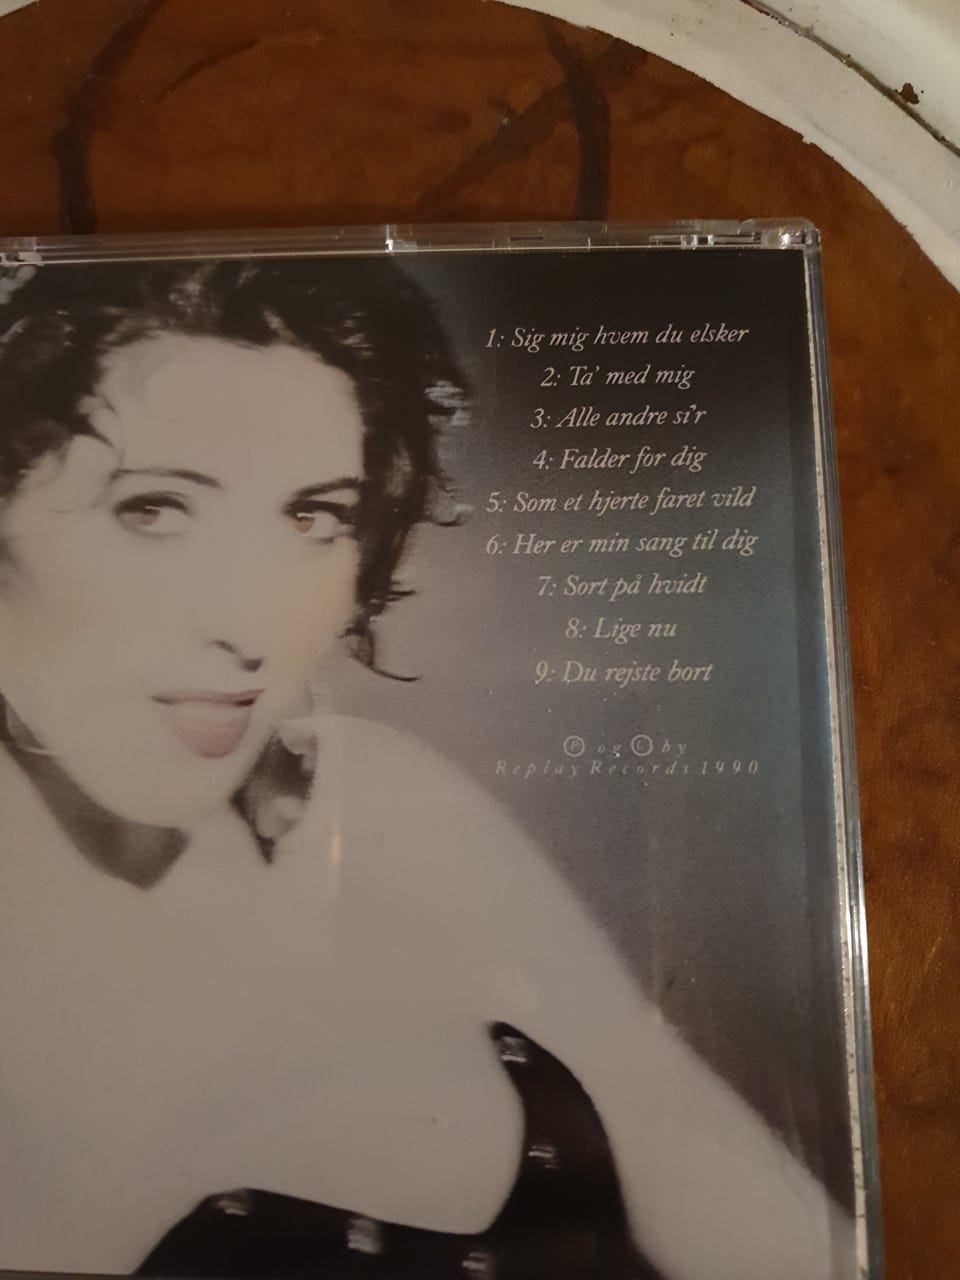 1: Sig mig hvem du elsker
2: Ta' med mig
3: Alle andre si'r
4: Falder for dig
5: Som et hjerte faret vild
6: Her er min sang til dig
7: Sort på hvidt
8: Lige nu
9: Du rejste bort
Ⓟ og Ⓒ by
Replay Records 1990